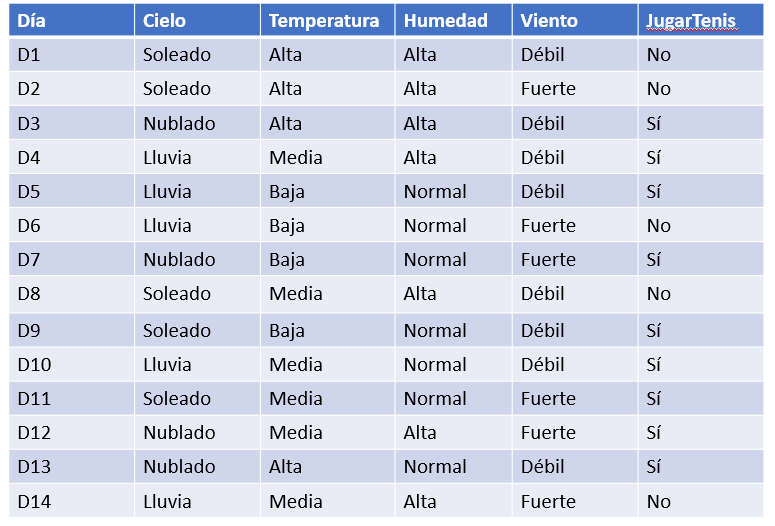 Día Cielo Temperatura Humedad Viento JugarTenis
D1 Soleado Alta Alta Débil No
D2 Soleado Alta Alta Fuerte No
D3 Nublado Alta Alta Débil Sí
D4 Lluvia Media Alta Débil Sí
D5 Lluvia Baja Normal Débil Sí
D6 Lluvia Baja Normal Fuerte No
D7 Nublado Baja Normal Fuerte Sí
D8 Soleado Media Alta Débil No
D9 Soleado Baja Normal Débil Sí
D10 Lluvia Media Normal Débil Sí
D11 Soleado Media Normal Fuerte Sí
D12 Nublado Media Alta Fuerte Sí
D13 Nublado Alta Normal Débil Sí
D14 Lluvia Media Alta Fuerte No